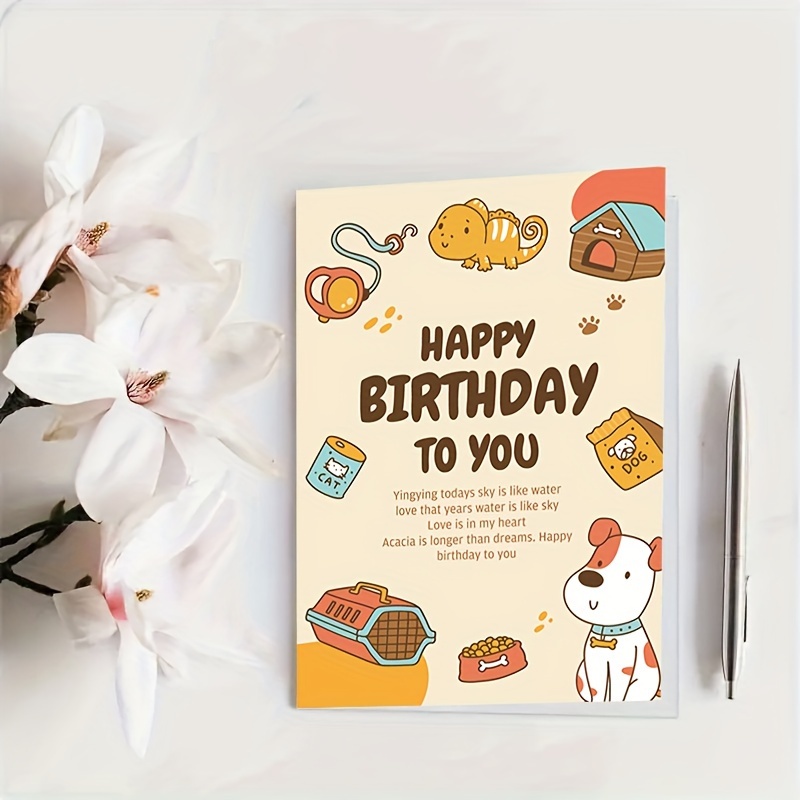 HAPPY
BIRTHDAY
TO YOU
Yingying todays sky is like water
love that years water is like sky
Love is in my heart
Acacia is longer than dreams. Happy
birthday to you
CAT
DOG